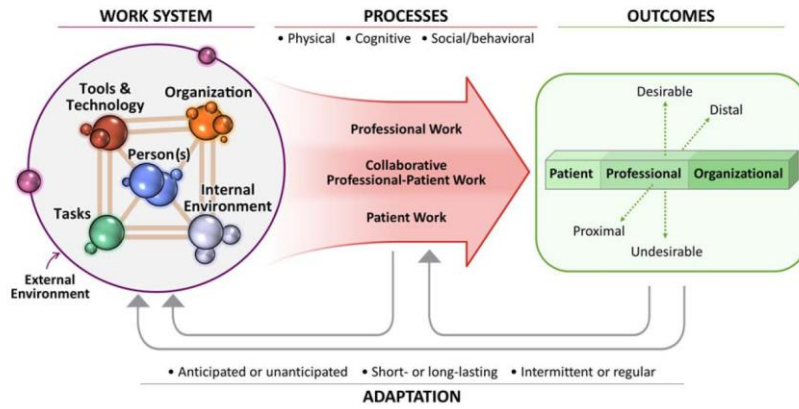 WORK SYSTEM
PROCESSES
OUTCOMES
• Physical • Cognitive • Social/behavioral
Tools &
Technology
Organization
Person(s)
Internal
Environment
Tasks
External
Environment
Professional Work
Collaborative
Professional-Patient Work
Patient Work
Desirable
Distal
Patient
Professional
Organizational
Proximal
Undesirable
• Anticipated or unanticipated • Short- or long-lasting • Intermittent or regular
ADAPTATION